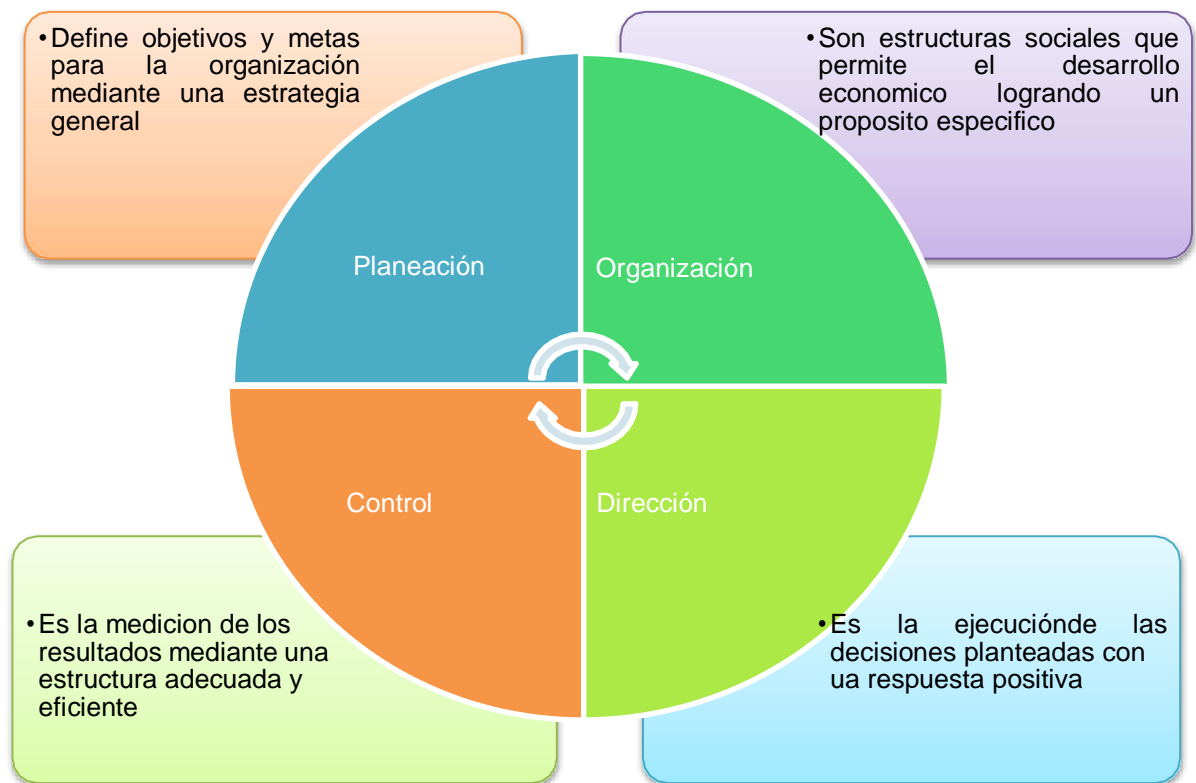 •Define objetivos y metas
para la organización
mediante una estrategia
general
•Son estructuras sociales que
permite el desarrollo
economico logrando un
proposito especifico
Planeación
Organización
Control
Dirección
•Es la medicion de los
resultados mediante una
estructura adecuada y
eficiente
•Es la ejecuciónde las
decisiones planteadas con
ua respuesta positiva